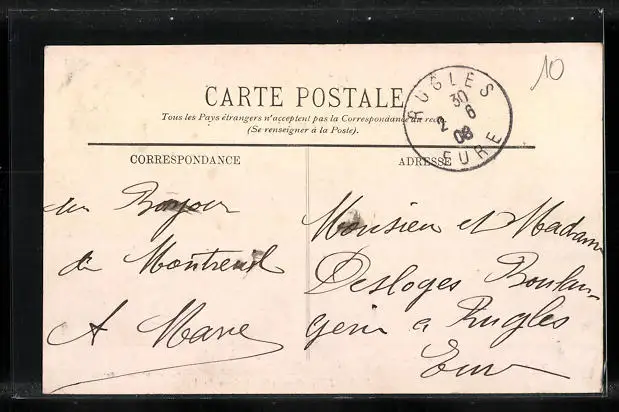 CARTE POSTALE
Tous les Pays étrangers n'acceptent pas la Correspondance au recto
(Se renseigner à la Poste).
RUGLES
30
2 6
08
EURE
10
CORRESPONDANCE
ADRESSE
un Bonjour
de Montreuil
A Marie
Monsieur et Madame
Desloges Boulan-
gerie a Rugles
Eure